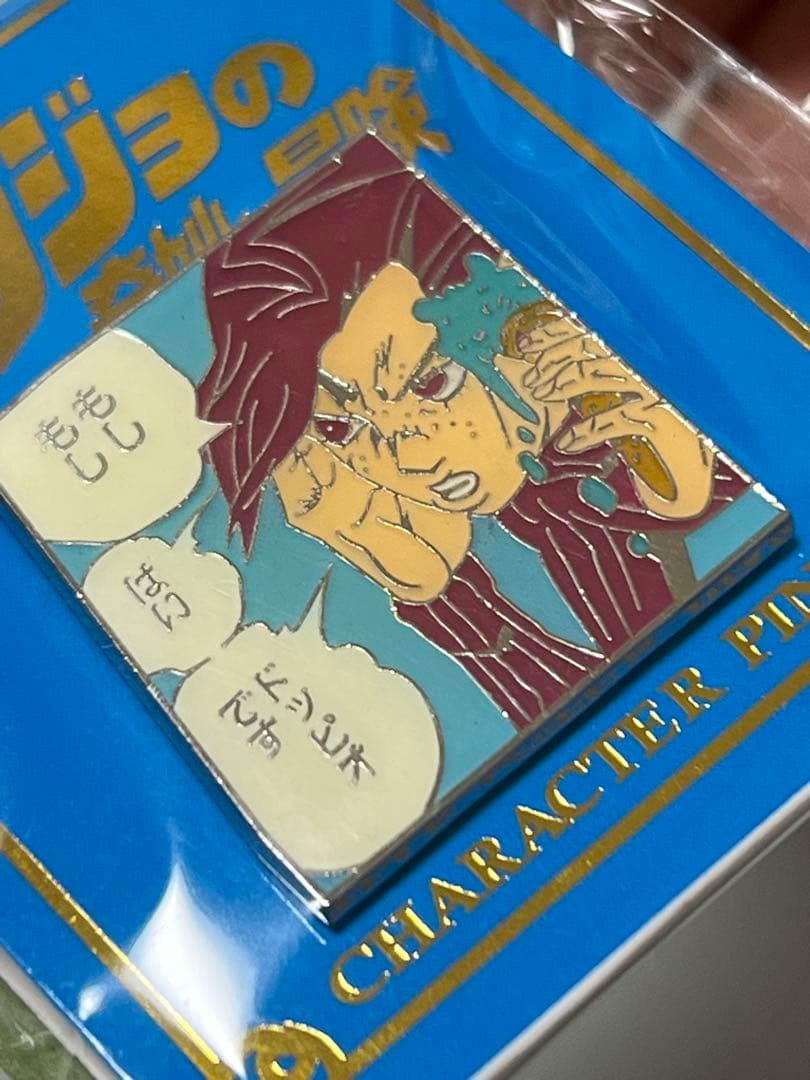 ジョジョの
奇妙な
冒険
もしもし
はい
ドッピオです
CHARACTER PIN